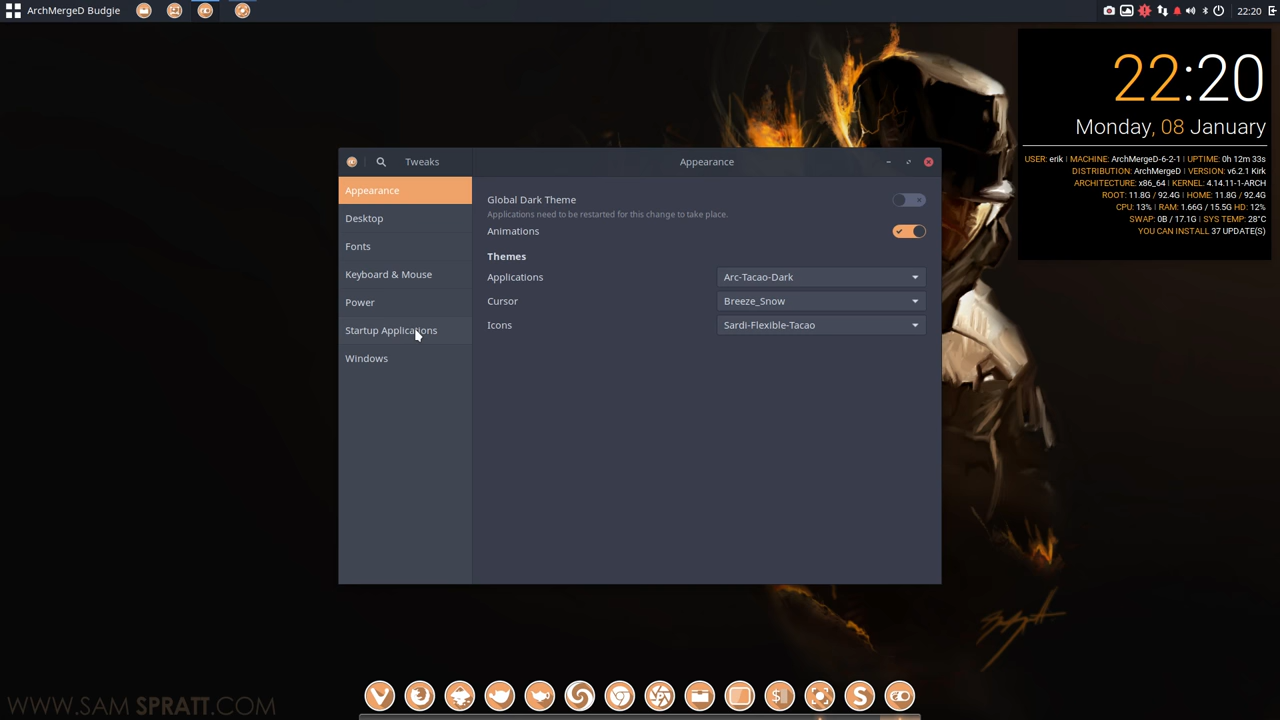 ArchMergeD Budgie
22:20
22:20
Monday, 08 January
USER: erik | MACHINE: ArchMergeD-6-2-1 | UPTIME: 0h 12m 33s
DISTRIBUTION: ArchMergeD | VERSION: v6.2.1 Kirk
ARCHITECTURE: x86_64 | KERNEL: 4.14.11-1-ARCH
ROOT: 11.8G / 92.4G | HOME: 11.8G / 92.4G
CPU: 13% | RAM: 1.66G / 15.5G HD: 12%
SWAP: 0B / 17.1G | SYS TEMP: 28°C
YOU CAN INSTALL 37 UPDATE(S)
Tweaks
Appearance
Appearance
Desktop
Fonts
Keyboard & Mouse
Power
Startup Applications
Windows
Global Dark Theme
Applications need to be restarted for this change to take place.
Animations
Themes
Applications Arc-Tacao-Dark
Cursor Breeze_Snow
Icons Sardi-Flexible-Tacao
WWW.SAMSPRATT.COM